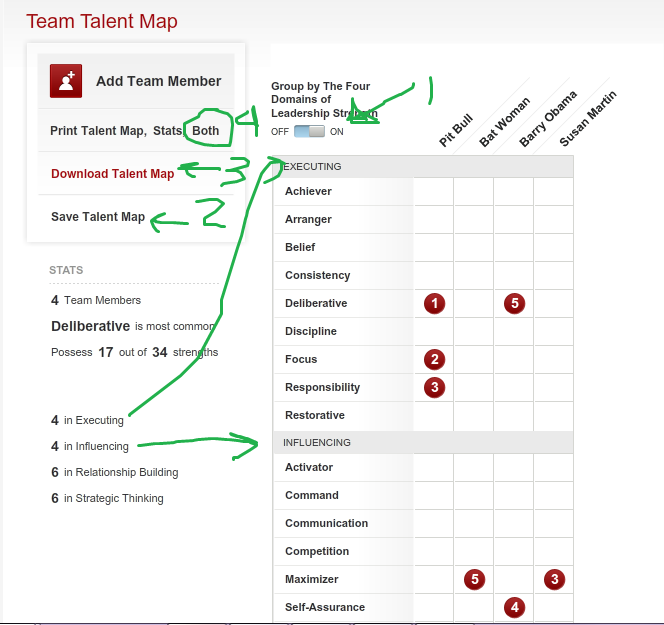 Team Talent Map
Add Team Member
Print Talent Map, Stats, Both
4
Download Talent Map
3
Save Talent Map
2
STATS
4 Team Members
Deliberative is most common
Possess 17 out of 34 strengths
4 in Executing
4 in Influencing
6 in Relationship Building
6 in Strategic Thinking
Group by The Four
Domains of
Leadership Strength
1
OFF ON
Pit Bull
Bat Woman
Barry Obama
Susan Martin
EXECUTING
Achiever
Arranger
Belief
Consistency
Deliberative 1 5
Discipline
Focus 2
Responsibility 3
Restorative
INFLUENCING
Activator
Command
Communication
Competition
Maximizer 5 3
Self-Assurance 4